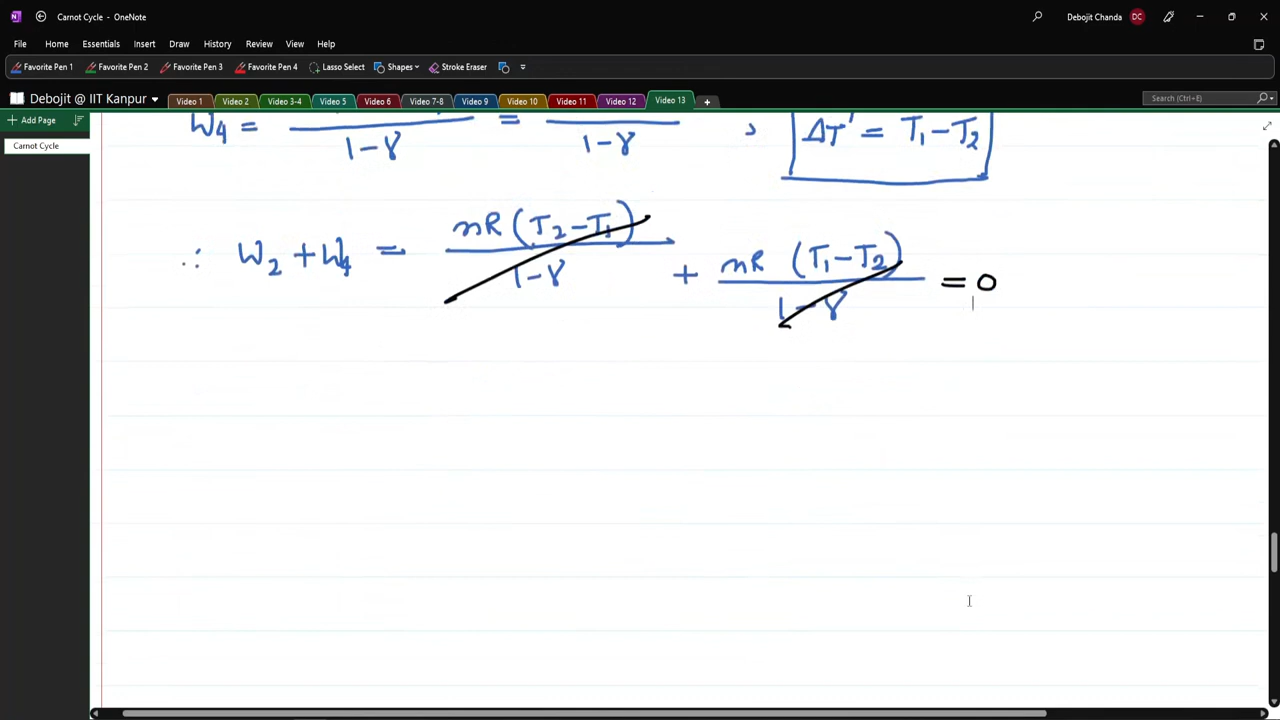 Carnot Cycle - OneNote
Debojit Chanda DC
File Home Essentials Insert Draw History Review View Help
Favorite Pen 1 Favorite Pen 2 Favorite Pen 3 Favorite Pen 4 Lasso Select Shapes Stroke Eraser
Debojit @ IIT Kanpur Video 1 Video 2 Video 3-4 Video 5 Video 6 Video 7-8 Video 9 Video 10 Video 11 Video 12 Video 13 + Search (Ctrl+E)
+ Add Page
Carnot Cycle
W₄ = ―/(1-γ) = ―/(1-γ) , ΔT' = T₁-T₂
∴ W₂ + W₄ = nR (T₂-T₁)/(1-γ) + nR (T₁-T₂)/(1-γ) = 0